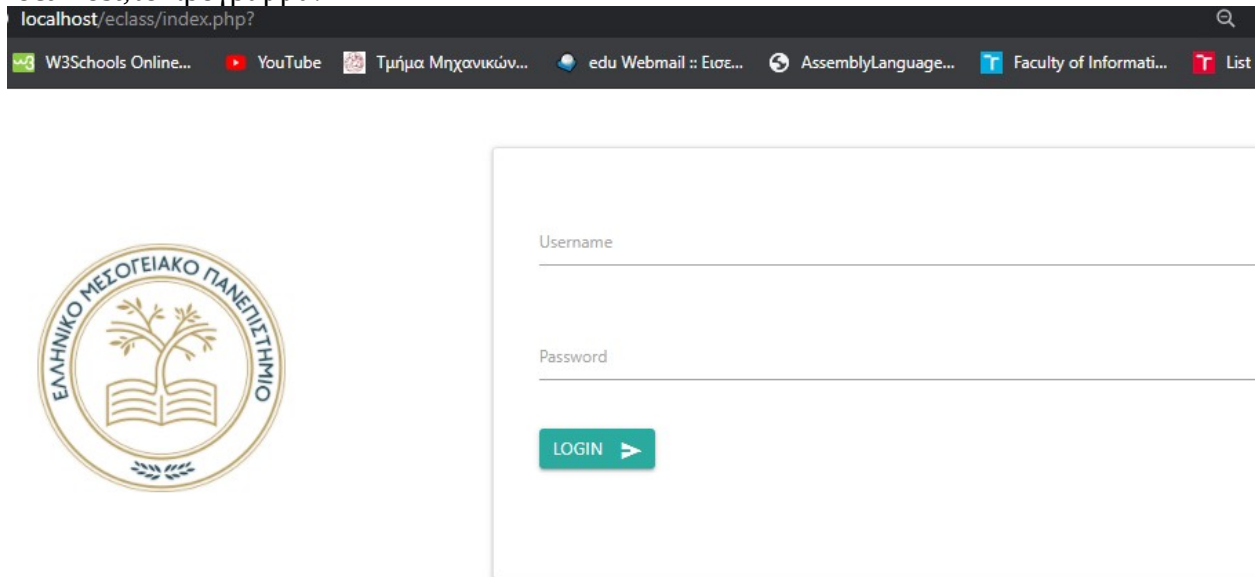 localhost/eclass/index.php?
W3Schools Online... YouTube Τμήμα Μηχανικών... edu Webmail :: Εισε... AssemblyLanguage... Faculty of Informati... List
ΕΛΛΗΝΙΚΟ ΜΕΣΟΓΕΙΑΚΟ ΠΑΝΕΠΙΣΤΗΜΙΟ
Username
Password
LOGIN